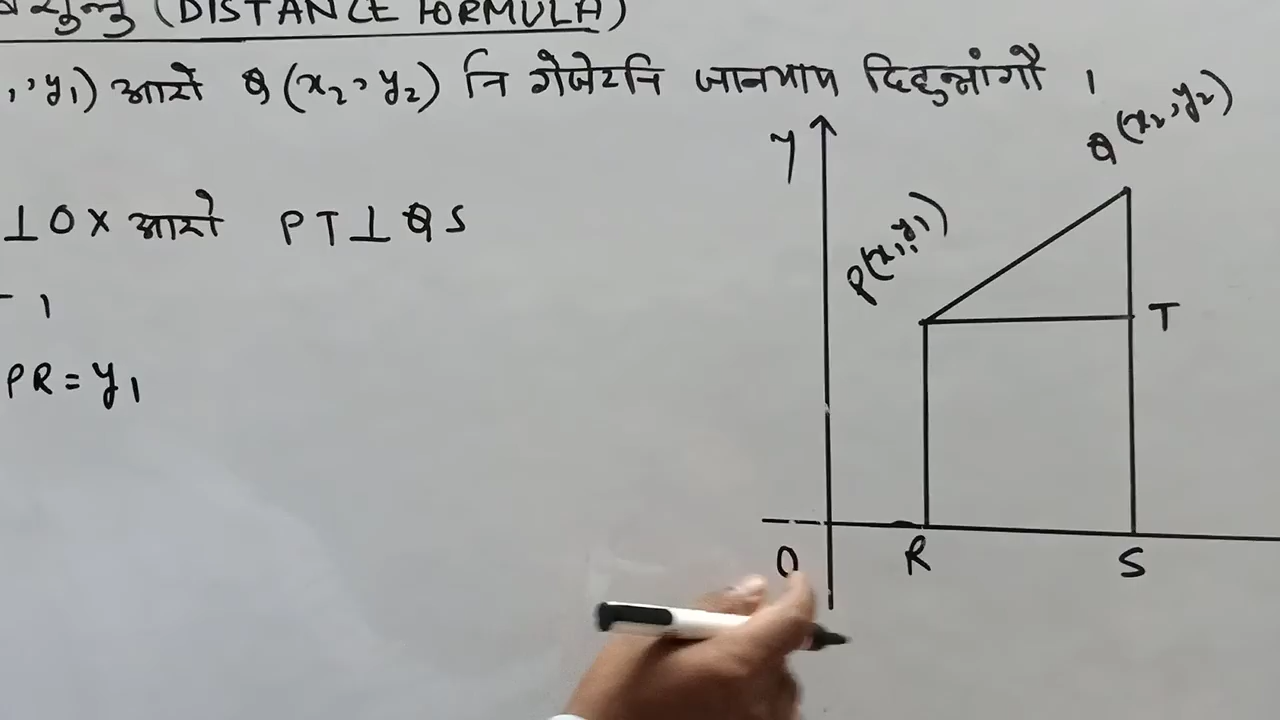 (DISTANCE FORMULA)
, y₁) आरो Q(x₂, y₂) नि गेजेरनि जानथाय दिहुन्नांगौ ।
Q(x₂, y₂)
y
P(x₁, y₁)
⊥OX आरो PT⊥QS
T
PR = y₁
O R S